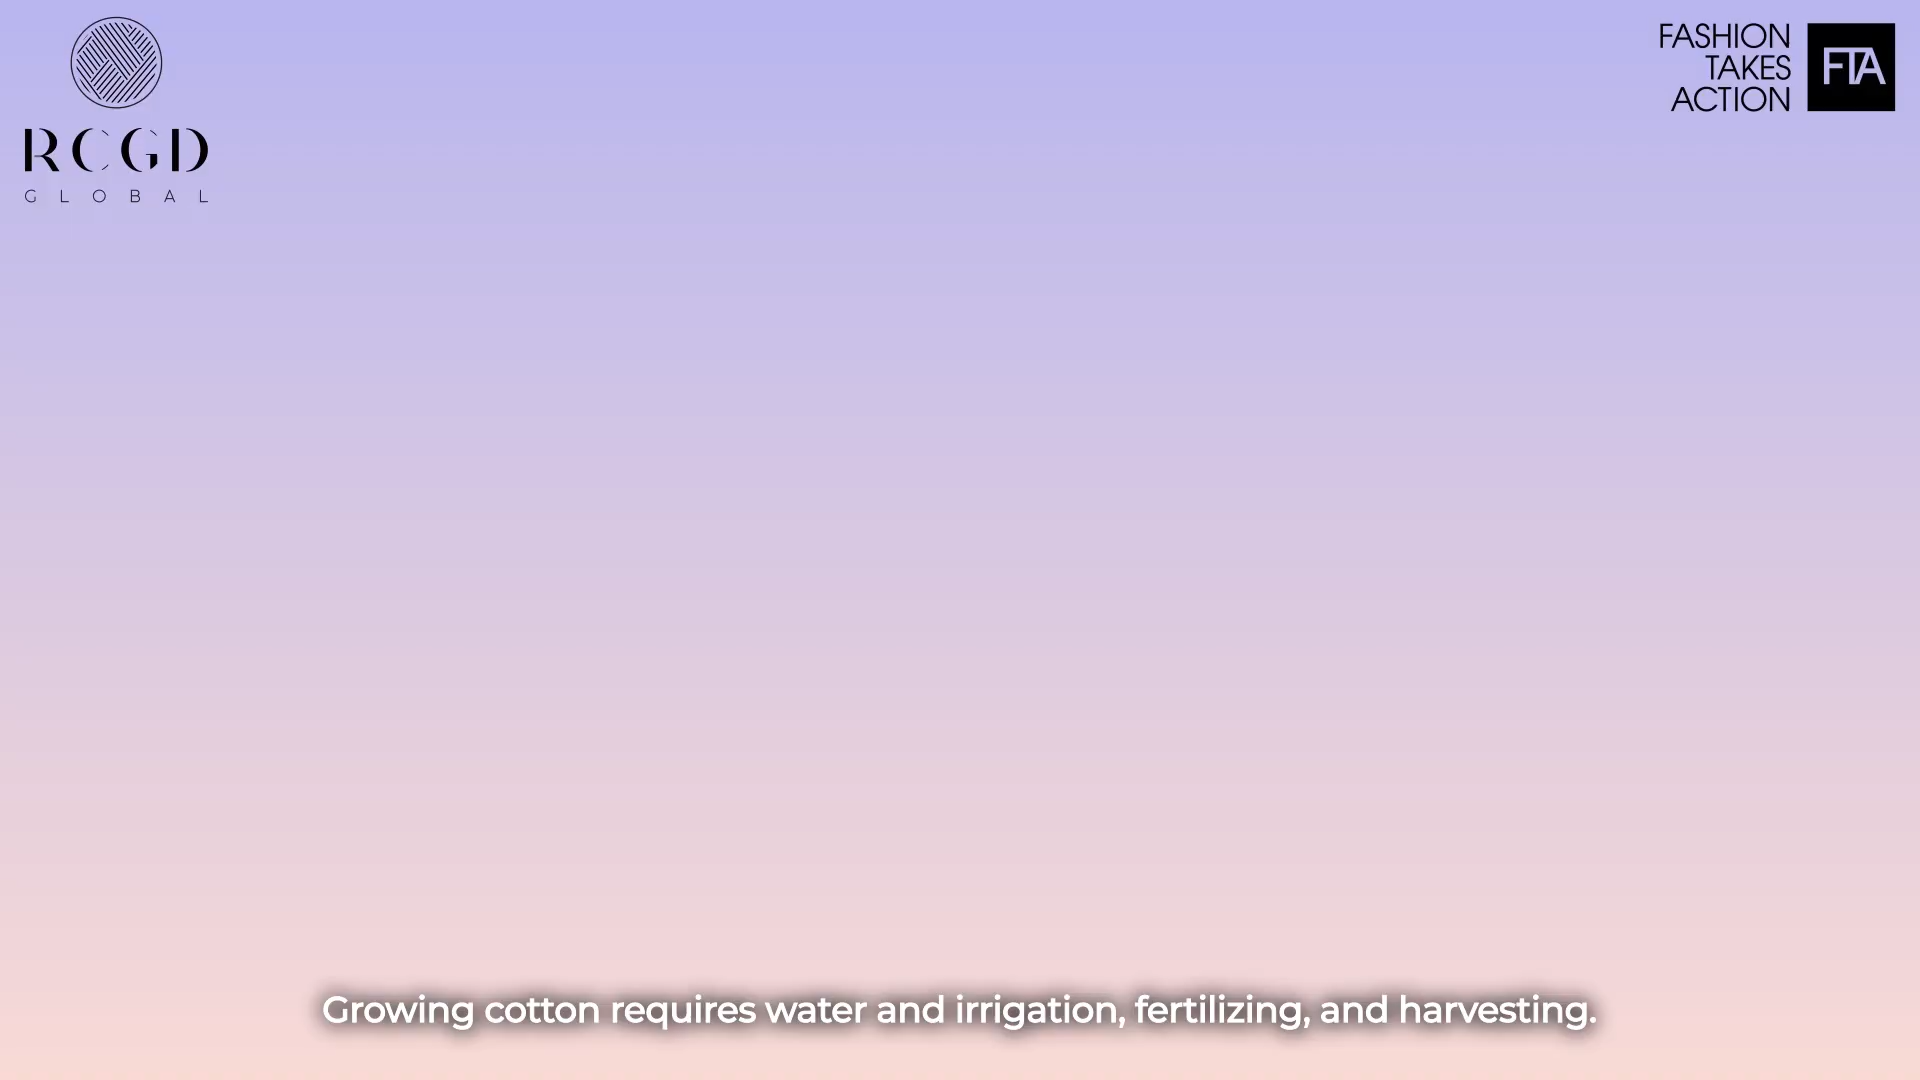 RCGD
GLOBAL
FASHION
TAKES
ACTION
FTA
Growing cotton requires water and irrigation, fertilizing, and harvesting.